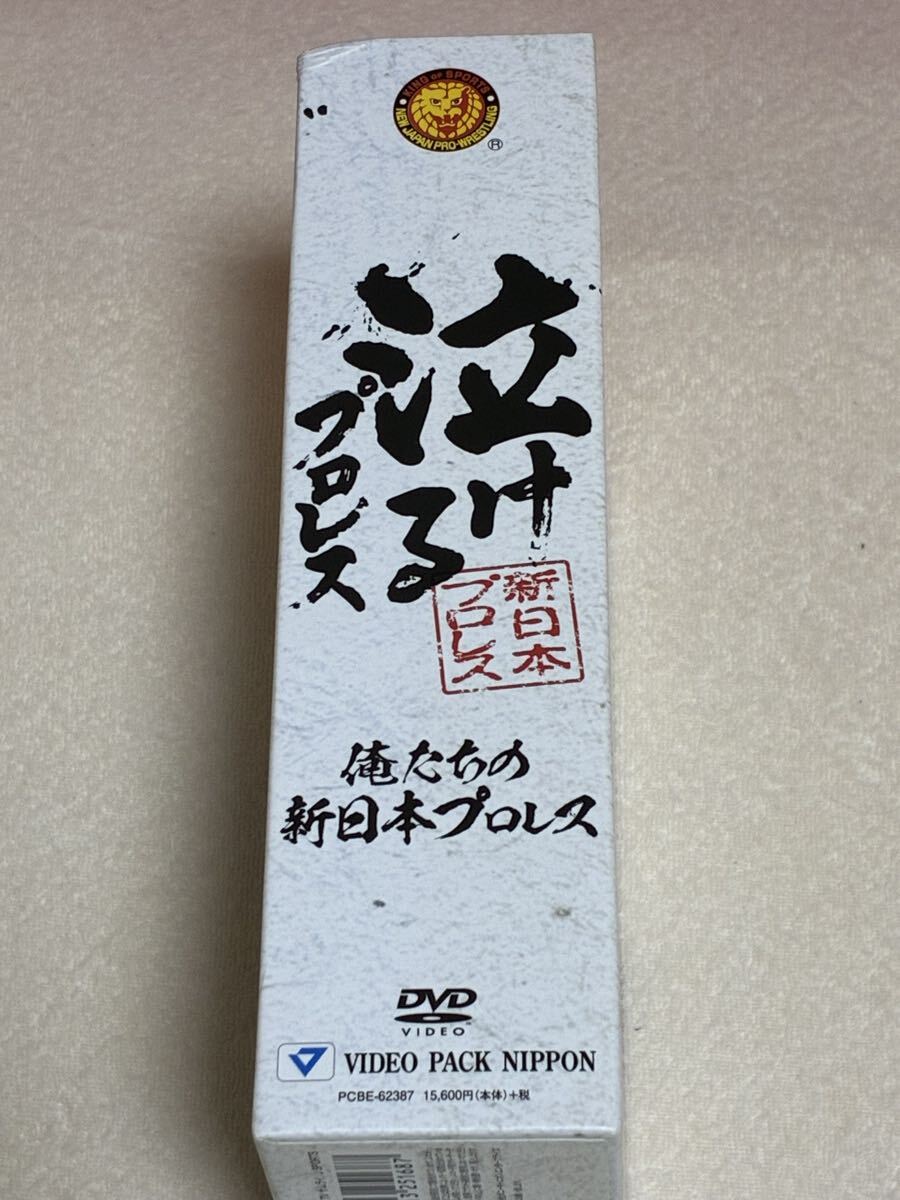 KING OF SPORTS
NEW JAPAN PRO-WRESTLING
®
泣ける
プロレス
新日本
プロレス
俺たちの
新日本プロレス
DVD
VIDEO
VIDEO PACK NIPPON
PCBE-62387 15,600円(本体)+税